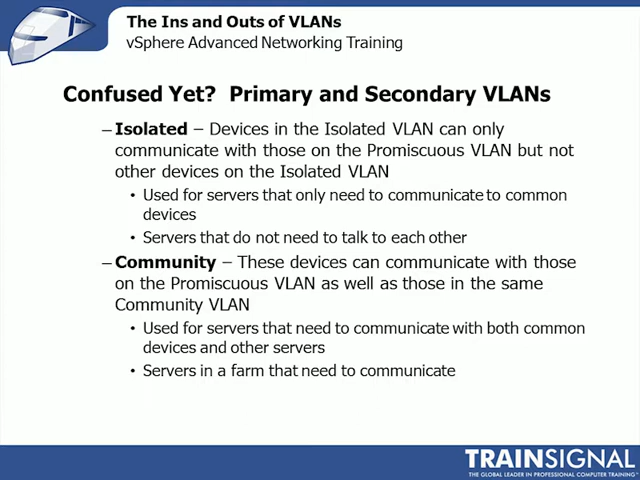 The Ins and Outs of VLANs
vSphere Advanced Networking Training
Confused Yet? Primary and Secondary VLANs
– Isolated – Devices in the Isolated VLAN can only
communicate with those on the Promiscuous VLAN but not
other devices on the Isolated VLAN
• Used for servers that only need to communicate to common
devices
• Servers that do not need to talk to each other
– Community – These devices can communicate with those
on the Promiscuous VLAN as well as those in the same
Community VLAN
• Used for servers that need to communicate with both common
devices and other servers
• Servers in a farm that need to communicate
TRAINSIGNAL
THE GLOBAL LEADER IN PROFESSIONAL COMPUTER TRAINING